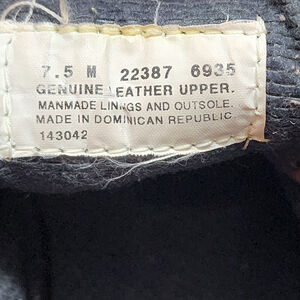 7.5 M 22387 6935
GENUINE LEATHER UPPER.
MANMADE LININGS AND OUTSOLE.
MADE IN DOMINICAN REPUBLIC.
143042